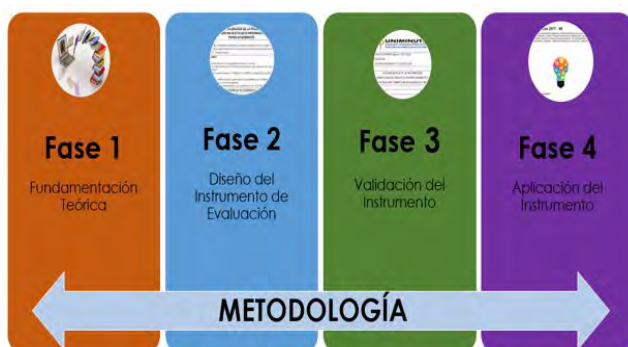 UNIMINUTO
Fase 1
Fundamentación
Teórica
Fase 2
Diseño del
Instrumento de
Evaluación
Fase 3
Validación del
Instrumento
Fase 4
Aplicación del
Instrumento
METODOLOGÍA